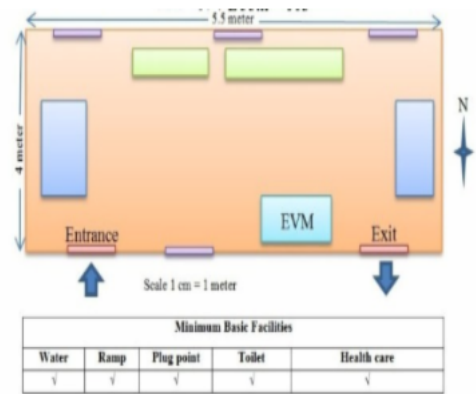 5.5 meter
N
4 meter
EVM
Entrance
Exit
Scale 1 cm = 1 meter
Minimum Basic Facilities
Water Ramp Plug point Toilet Health care
√ √ √ √ √